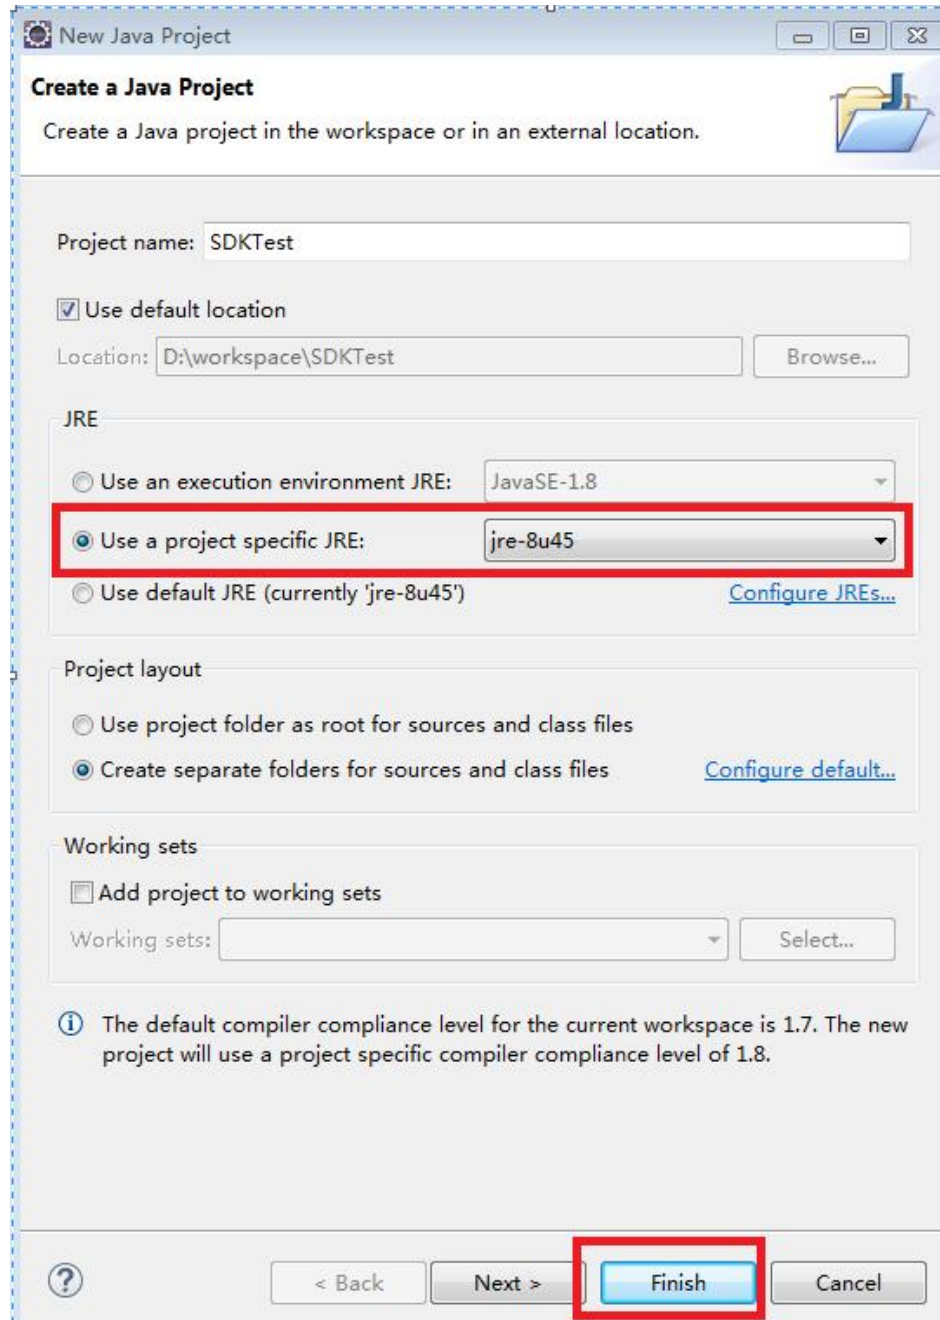 New Java Project
Create a Java Project
Create a Java project in the workspace or in an external location.
Project name: SDKTest
Use default location
Location: D:\workspace\SDKTest Browse...
JRE
Use an execution environment JRE: JavaSE-1.8
Use a project specific JRE: jre-8u45
Use default JRE (currently 'jre-8u45') Configure JREs...
Project layout
Use project folder as root for sources and class files
Create separate folders for sources and class files Configure default...
Working sets
Add project to working sets
Working sets: Select...
The default compiler compliance level for the current workspace is 1.7. The new
project will use a project specific compiler compliance level of 1.8.
? < Back Next > Finish Cancel